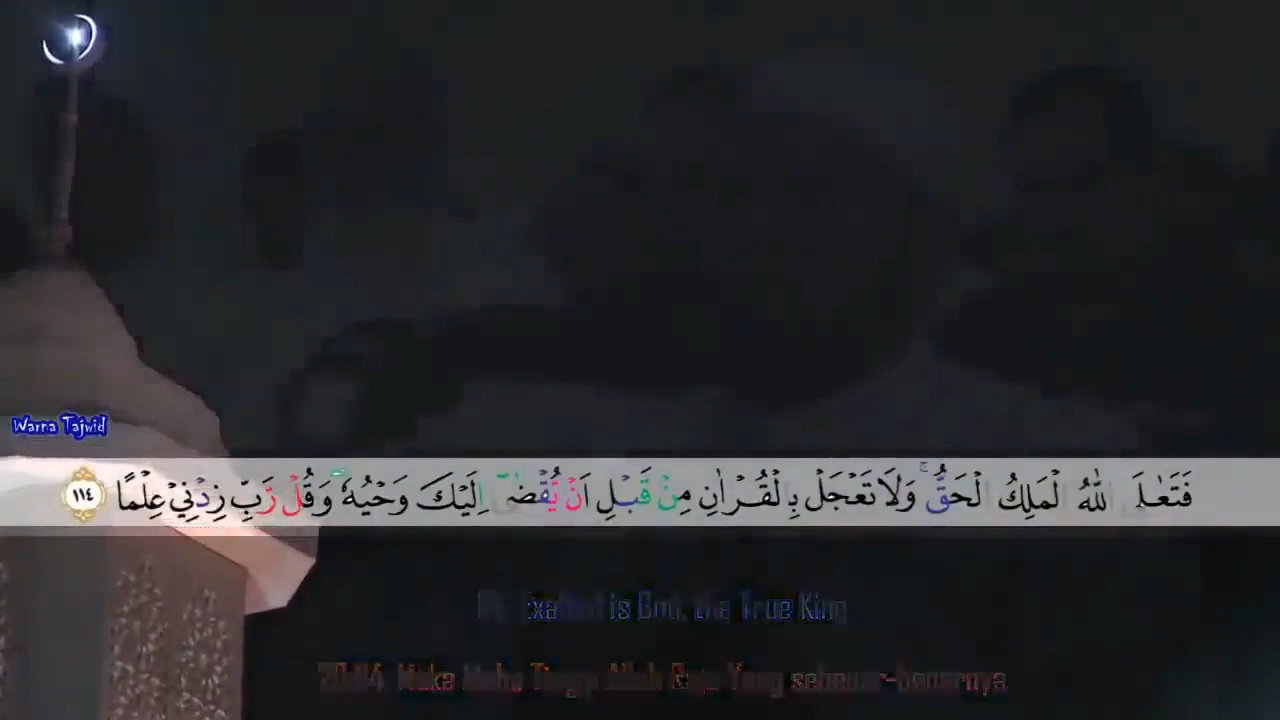 Warna Tajwid
فَتَعٰلَ اللّٰهُ الْمَلِكُ الْحَقُّ ۚ وَلَا تَعْجَلْ بِالْقُرْاٰنِ مِنْ قَبْلِ اَنْ يُّقْضٰىٓ اِلَيْكَ وَحْيُهٗ ۖ وَقُلْ رَّبِّ زِدْنِيْ عِلْمًا ١١٤
is God, the True King
Maka Maha Tinggi Allah Raja Yang sebenar-benarnya